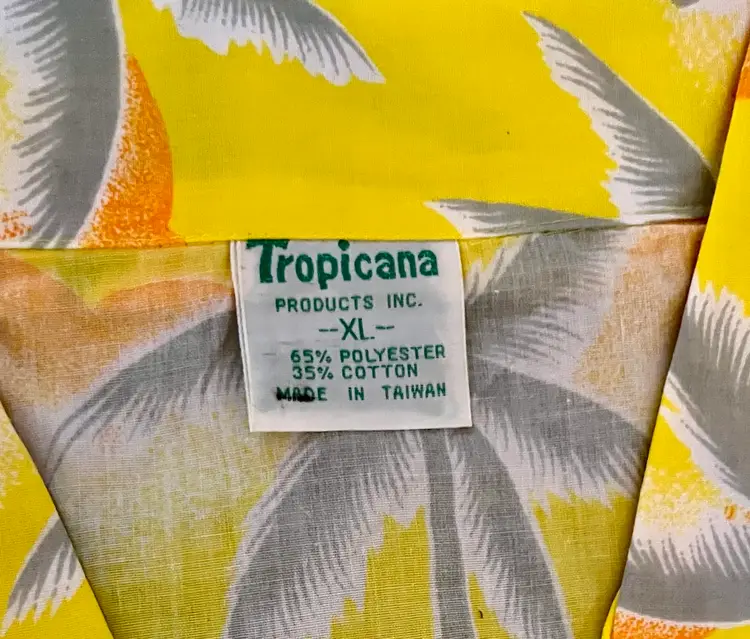 Tropicana
PRODUCTS INC.
--XL--
65% POLYESTER
35% COTTON
MADE IN TAIWAN